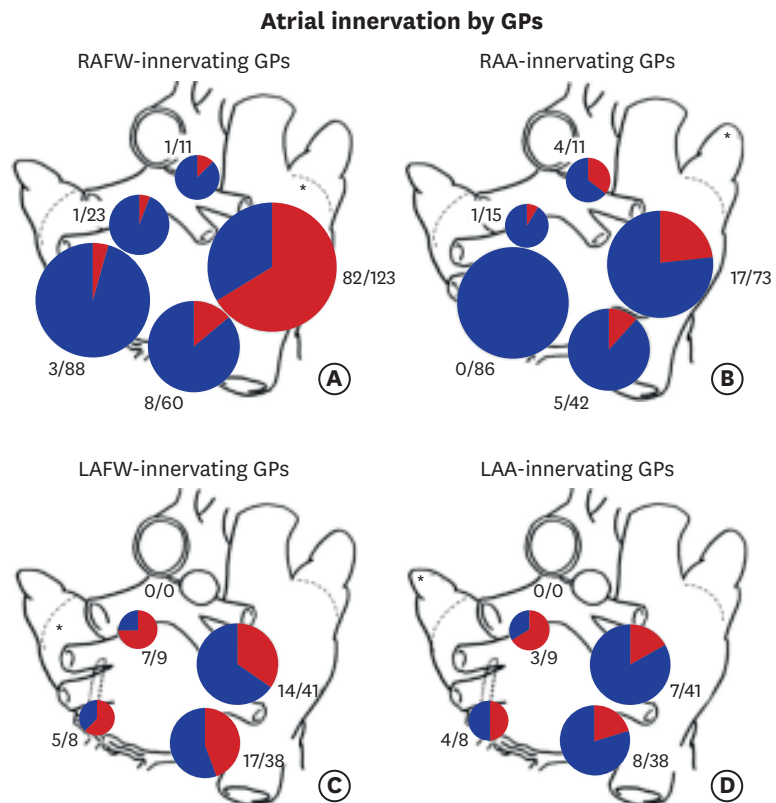 Atrial innervation by GPs
RAFW-innervating GPs
1/11
*
1/23
82/123
3/88
8/60
A
RAA-innervating GPs
*
4/11
1/15
17/73
0/86
5/42
B
LAFW-innervating GPs
0/0
*
7/9
14/41
5/8
17/38
C
LAA-innervating GPs
*
0/0
3/9
7/41
4/8
8/38
D